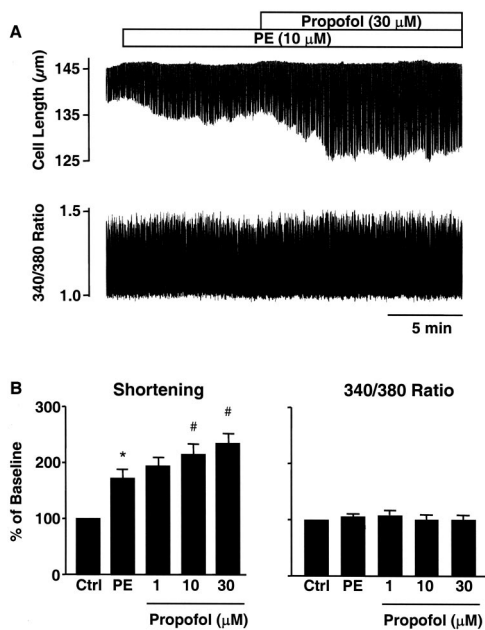 A
Propofol (30 µM)
PE (10 µM)
Cell Length (µm)
145
135
125
340/380 Ratio
1.5
1.0
5 min
B
Shortening
% of Baseline
300
200
100
0
*
#
#
Ctrl PE 1 10 30
Propofol (µM)
340/380 Ratio
Ctrl PE 1 10 30
Propofol (µM)